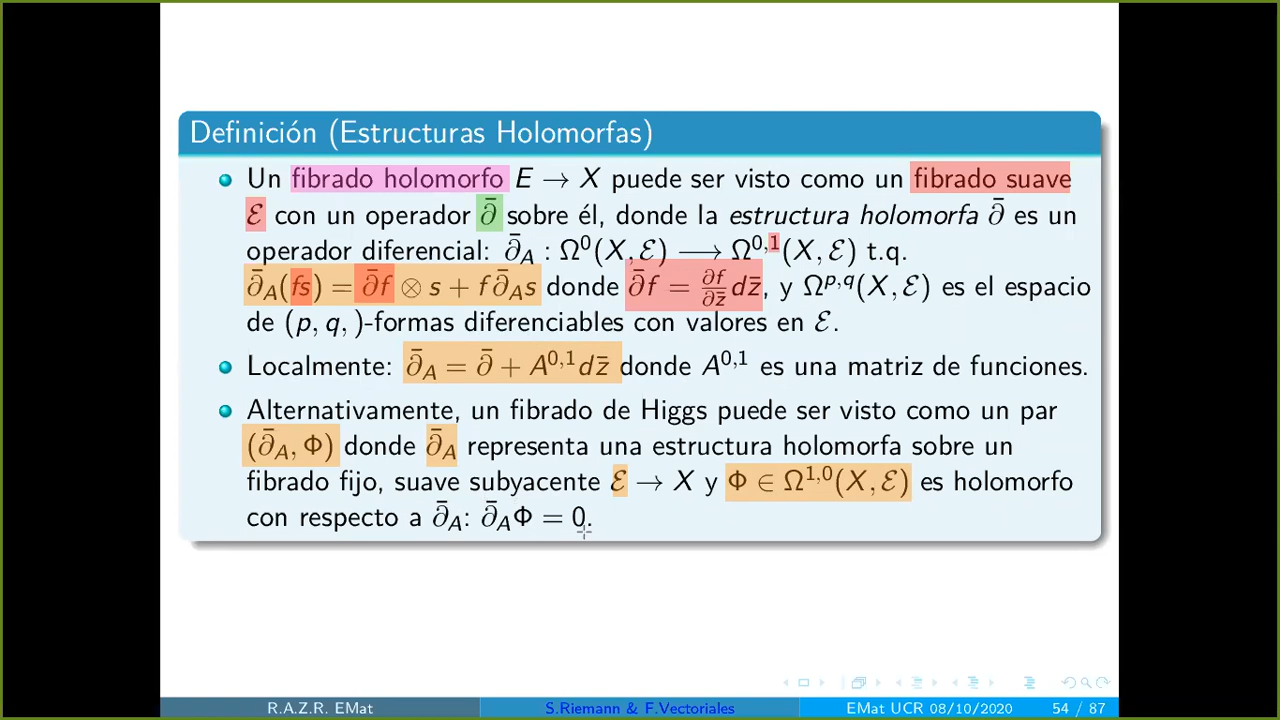 Definición (Estructuras Holomorfas)
Un fibrado holomorfo E → X puede ser visto como un fibrado suave
ℰ con un operador ∂̄ sobre él, donde la estructura holomorfa ∂̄ es un
operador diferencial: ∂̄_A : Ω⁰(X, ℰ) ⟶ Ω^{0,1}(X, ℰ) t.q.
∂̄_A(fs) = ∂̄f ⊗ s + f∂̄_A s donde ∂̄f = ∂f/∂z̄ dz̄, y Ω^{p,q}(X, ℰ) es el espacio
de (p, q, )-formas diferenciables con valores en ℰ.
Localmente: ∂̄_A = ∂̄ + A^{0,1}dz̄ donde A^{0,1} es una matriz de funciones.
Alternativamente, un fibrado de Higgs puede ser visto como un par
(∂̄_A, Φ) donde ∂̄_A representa una estructura holomorfa sobre un
fibrado fijo, suave subyacente ℰ → X y Φ ∈ Ω^{1,0}(X, ℰ) es holomorfo
con respecto a ∂̄_A: ∂̄_AΦ = 0.
R.A.Z.R. EMat S.Riemann & F.Vectoriales EMat UCR 08/10/2020 54 / 87